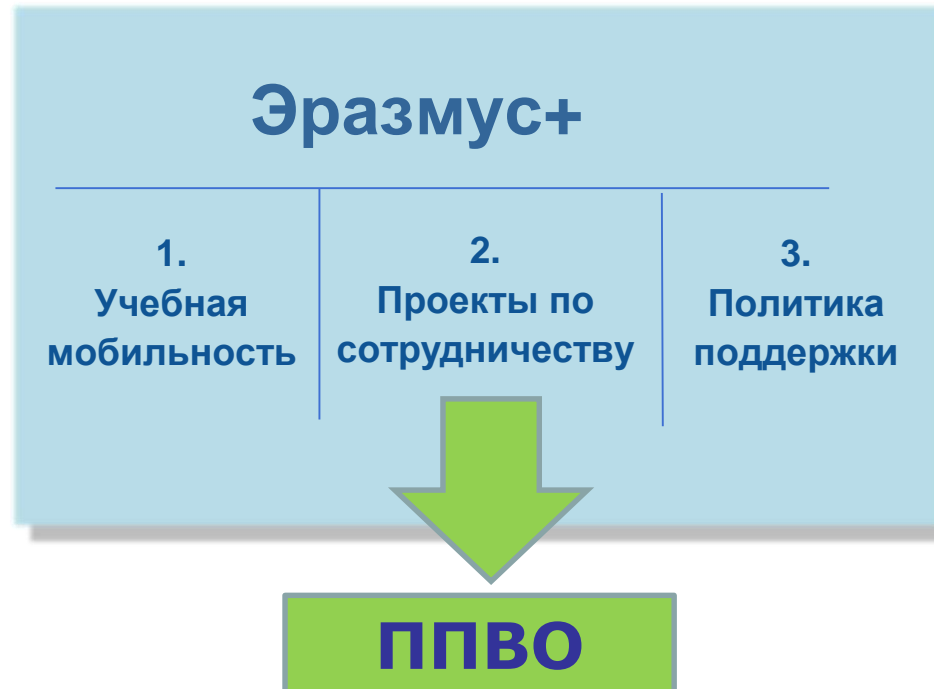 Эразмус+
1.
Учебная
мобильность
2.
Проекты по
сотрудничеству
3.
Политика
поддержки
ППВО